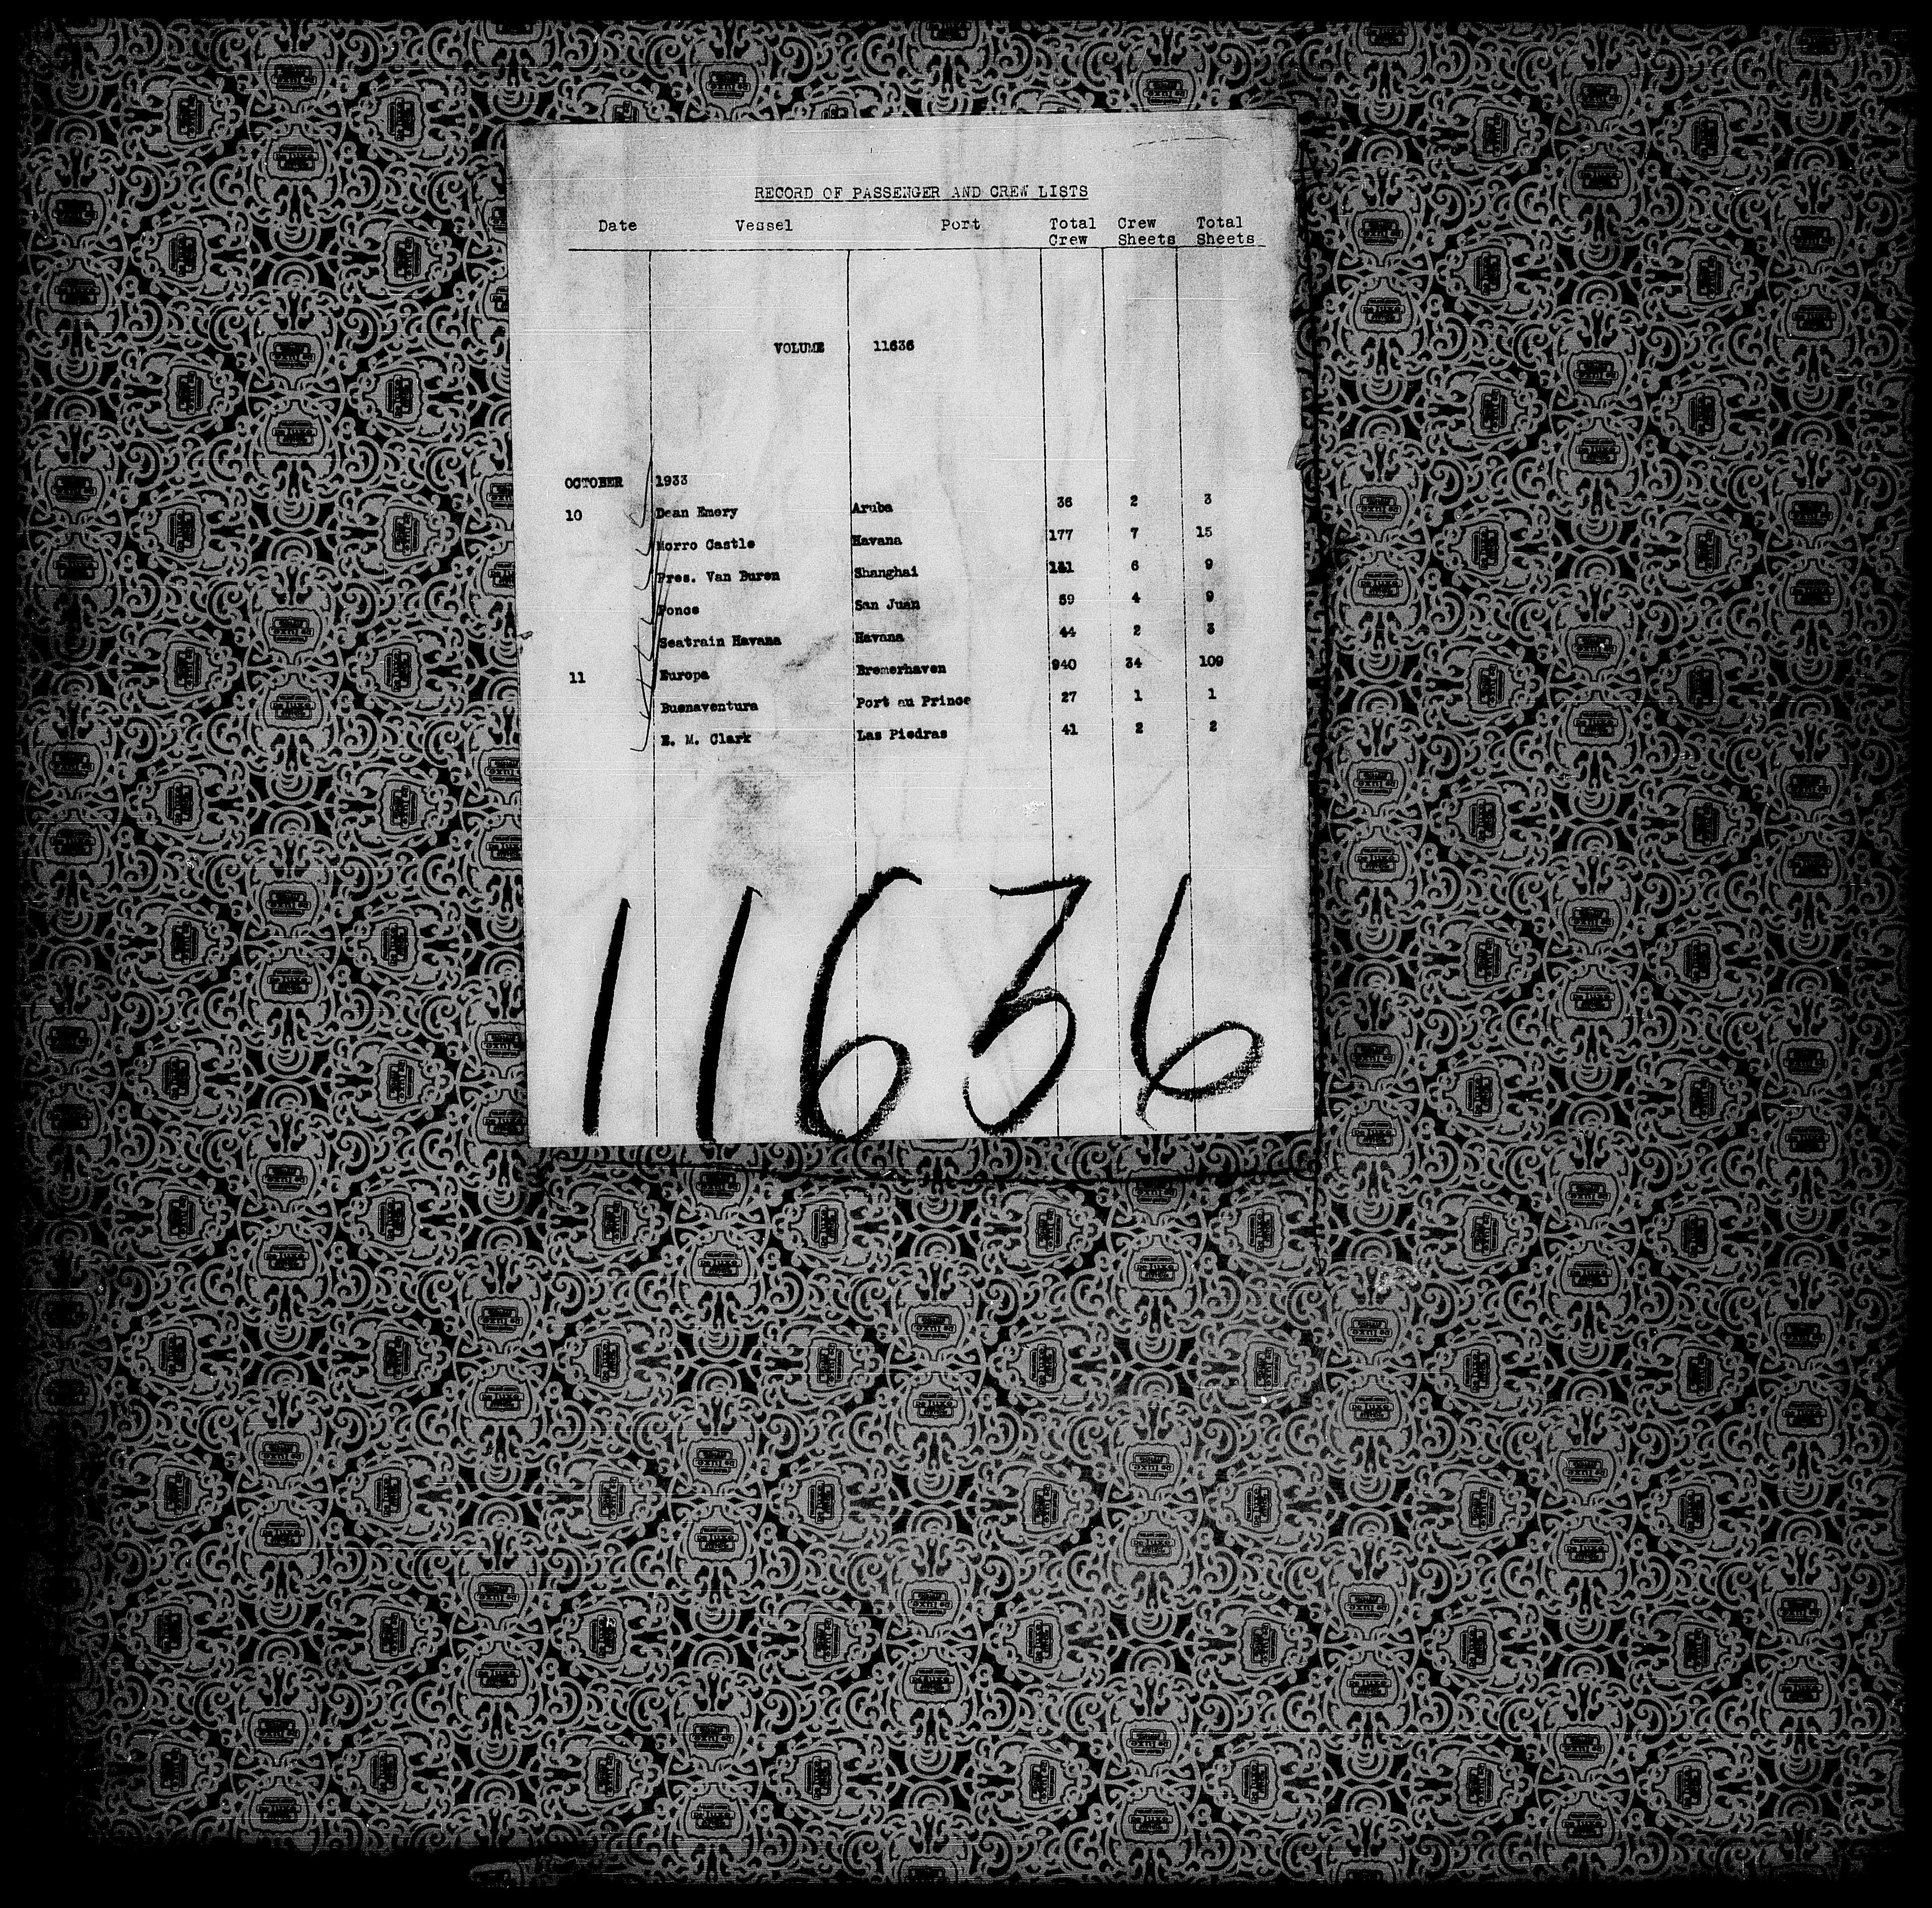 RECORD OF PASSENGER AND CREW LISTS
Date Vessel Port Total Crew Crew Sheets Total Sheets
VOLUME 11636
OCTOBER 1933
10 Dean Emery Aruba 36 2 3
Morro Castle Havana 177 7 15
Pres. Van Buren Shanghai 6 9
Ponce San Juan 89 4 9
Seatrain Havana Havana 44 2 3
11 Europa Bremerhaven 940 34 109
Buenaventura Port au Prince 27 1 1
E. M. Clark Las Piedras 41 2 2
11636